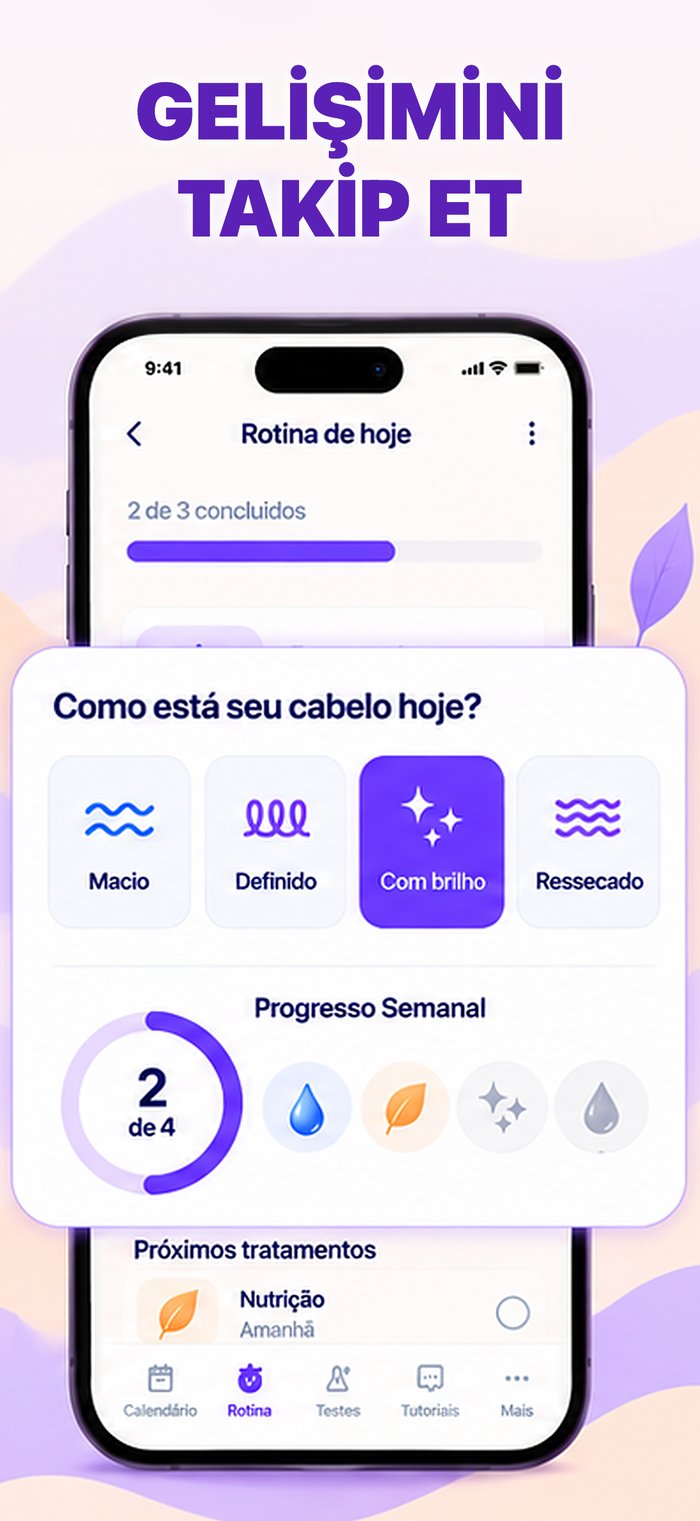 GELİŞİMİNİ
TAKİP ET
9:41
Rotina de hoje
2 de 3 concluidos
Como está seu cabelo hoje?
Macio
Definido
Com brilho
Ressecado
Progresso Semanal
2
de 4
Próximos tratamentos
Nutrição
Amanhã
Calendário
Rotina
Testes
Tutoriais
Mais